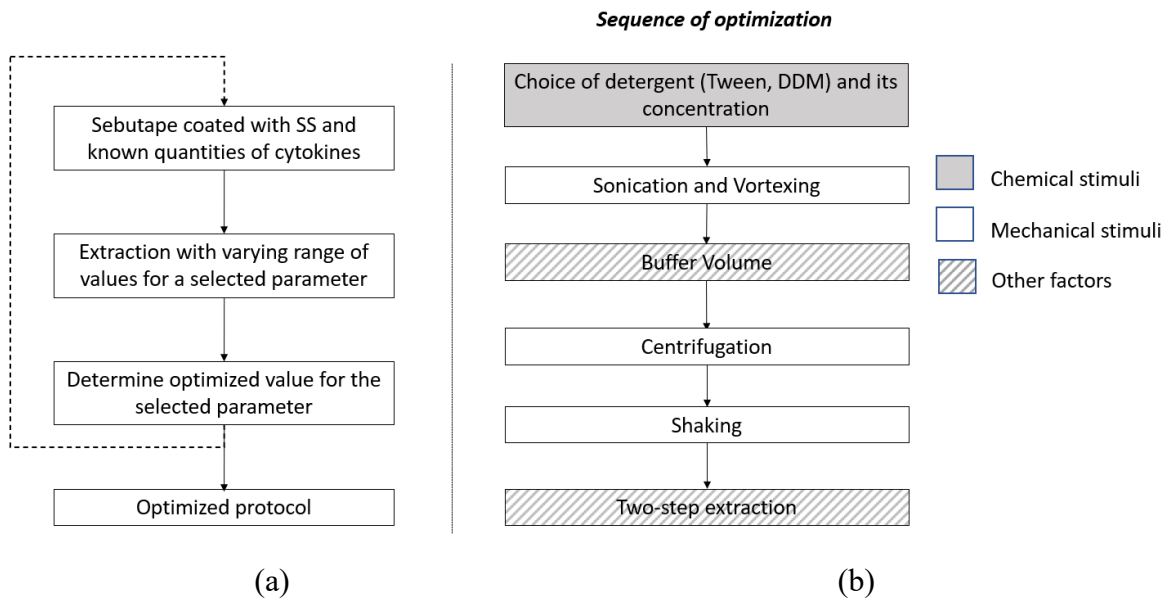 Sebutape coated with SS and
known quantities of cytokines
Extraction with varying range of
values for a selected parameter
Determine optimized value for the
selected parameter
Optimized protocol
(a)
Sequence of optimization
Choice of detergent (Tween, DDM) and its
concentration
Sonication and Vortexing
Buffer Volume
Centrifugation
Shaking
Two-step extraction
Chemical stimuli
Mechanical stimuli
Other factors
(b)